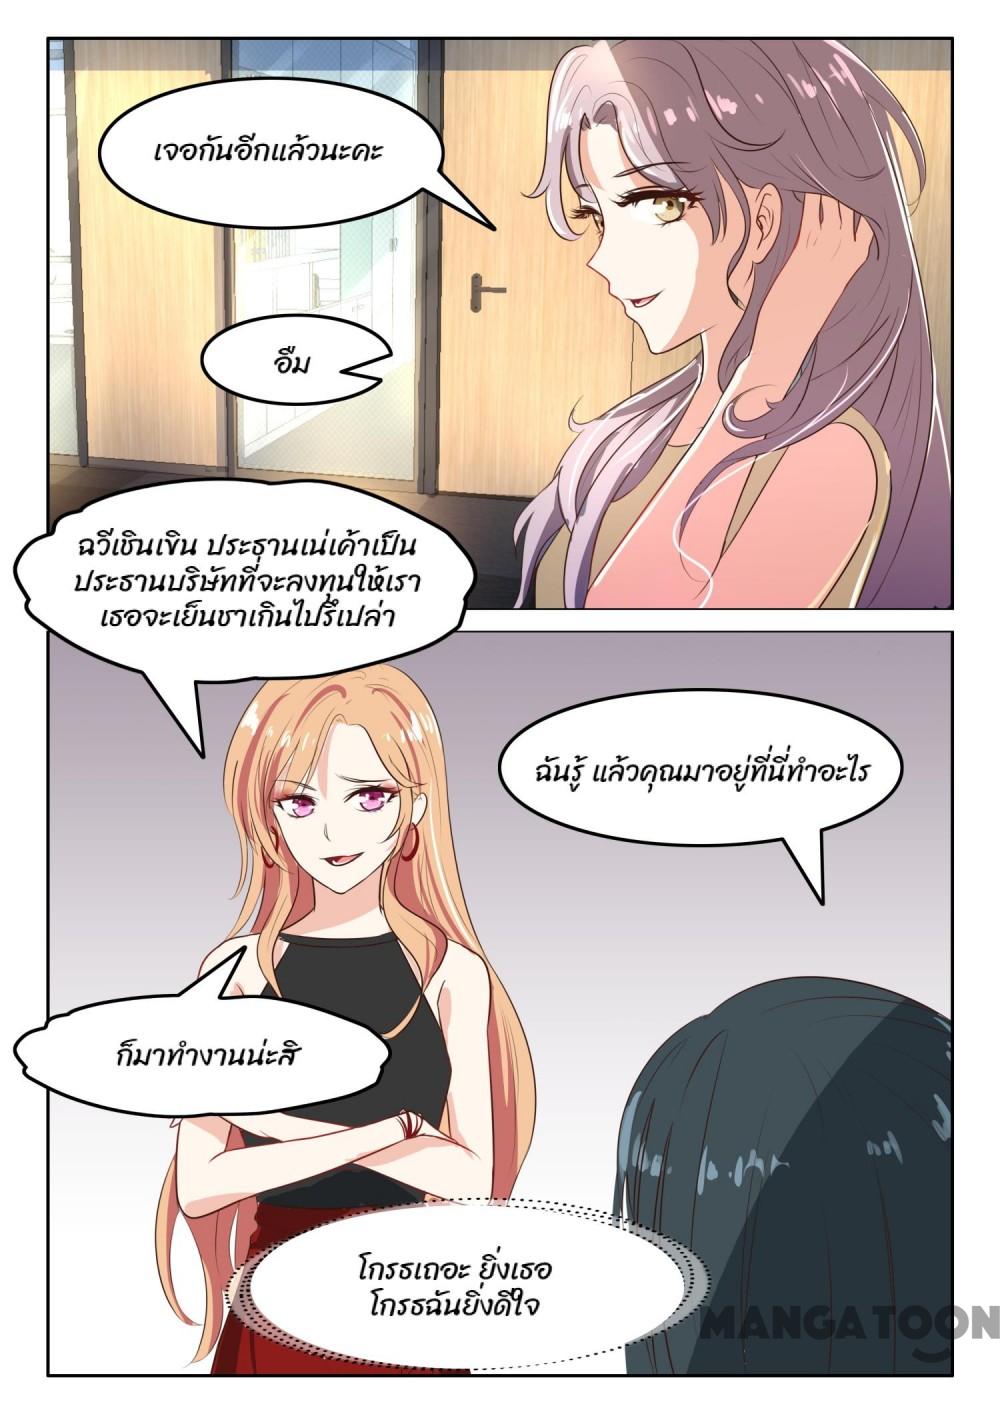 เจอกันอีกแล้วนะคะ
อืม
ฉวีเชินเขิน ประธานเน่เค้าเป็น
ประธานบริษัทที่จะลงทุนให้เรา
เธอจะเย็นชาเกินไปรึเปล่า
ฉันรู้ แล้วคุณมาอยู่ที่นี่ทำอะไร
ก็มาทำงานน่ะสิ
โกรธเถอะ ยิ่งเธอ
โกรธฉันยิ่งดีใจ
MANGATOON